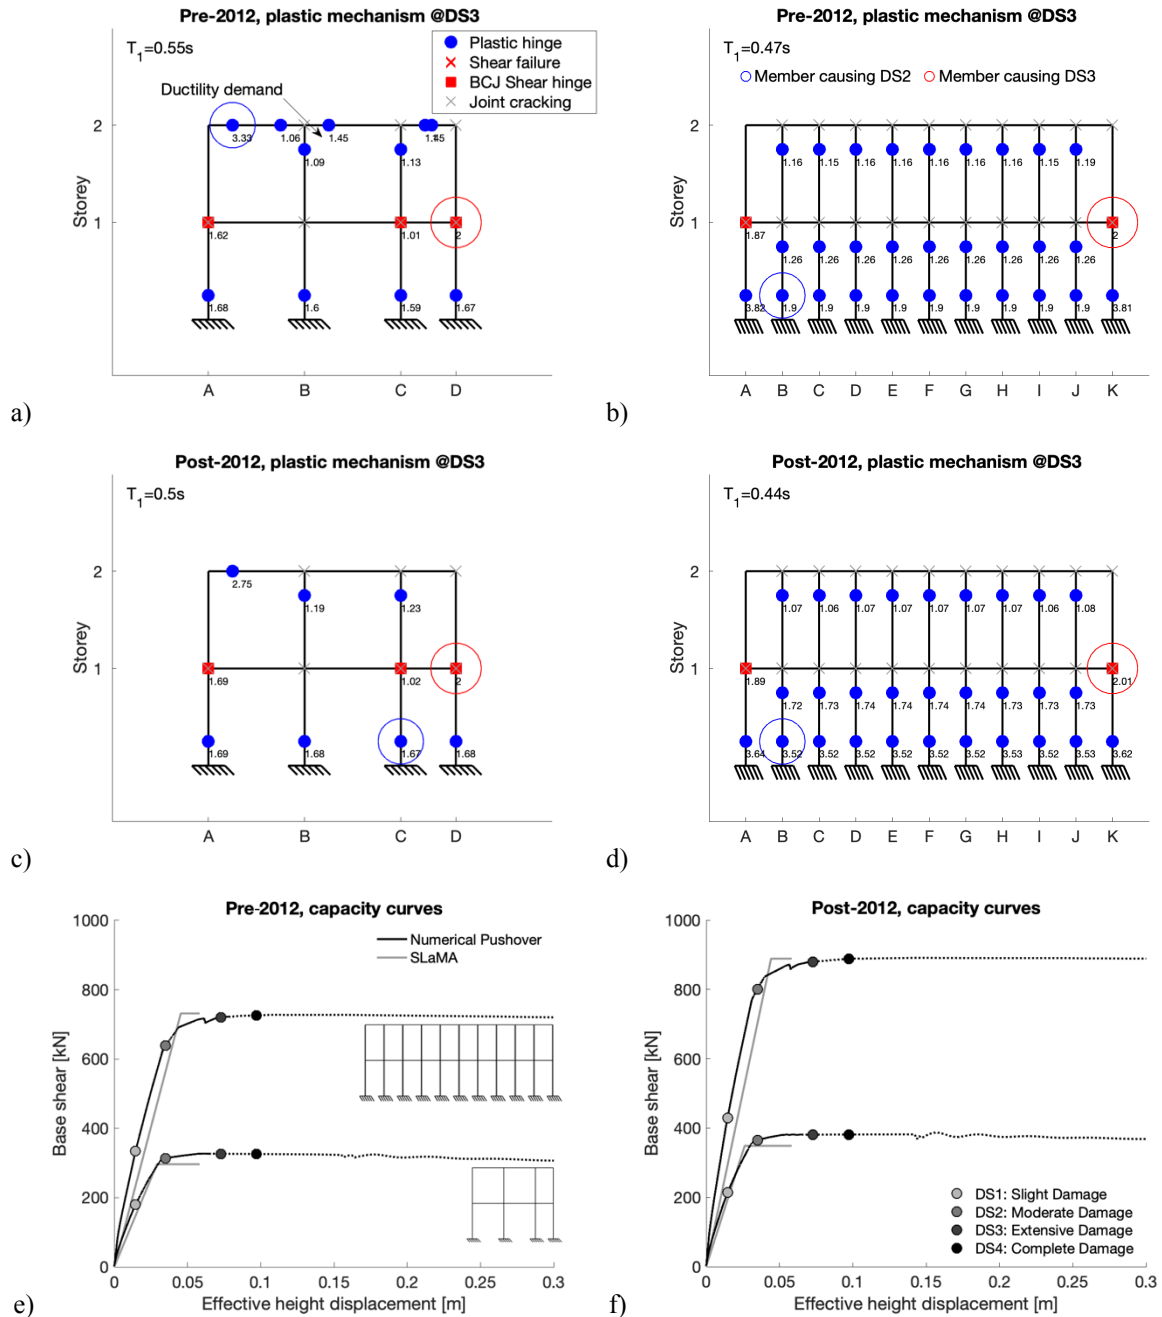 Pre-2012, plastic mechanism @DS3
T1=0.55s
Plastic hinge
Shear failure
BCJ Shear hinge
Joint cracking
Ductility demand
2
3.33 1.06 1.45
1.09 1.13
Storey
1
1.62 1.01 2
1.68 1.6 1.59 1.67
A B C D
a)
Pre-2012, plastic mechanism @DS3
T1=0.47s
Member causing DS2 Member causing DS3
2
1.16 1.15 1.16 1.16 1.16 1.16 1.16 1.15 1.19
Storey
1
1.87 2
1.26 1.26 1.26 1.26 1.26 1.26 1.26 1.26 1.26
3.82 1.9 1.9 1.9 1.9 1.9 1.9 1.9 1.9 1.9 3.81
A B C D E F G H I J K
b)
Post-2012, plastic mechanism @DS3
T1=0.5s
2
2.75
1.19 1.23
Storey
1
1.69 1.02 2
1.69 1.68 1.67 1.68
A B C D
c)
Post-2012, plastic mechanism @DS3
T1=0.44s
2
1.07 1.06 1.07 1.07 1.07 1.07 1.07 1.06 1.08
Storey
1
1.89 2.01
1.72 1.73 1.74 1.74 1.74 1.74 1.74 1.73 1.73
3.64 3.52 3.52 3.52 3.52 3.52 3.52 3.53 3.52 3.53 3.62
A B C D E F G H I J K
d)
Pre-2012, capacity curves
1000
Numerical Pushover
SLaMA
800
600
Base shear [kN]
400
200
0
0 0.05 0.1 0.15 0.2 0.25 0.3
Effective height displacement [m]
e)
Post-2012, capacity curves
1000
800
600
Base shear [kN]
400
200
DS1: Slight Damage
DS2: Moderate Damage
DS3: Extensive Damage
DS4: Complete Damage
0
0 0.05 0.1 0.15 0.2 0.25 0.3
Effective height displacement [m]
f)